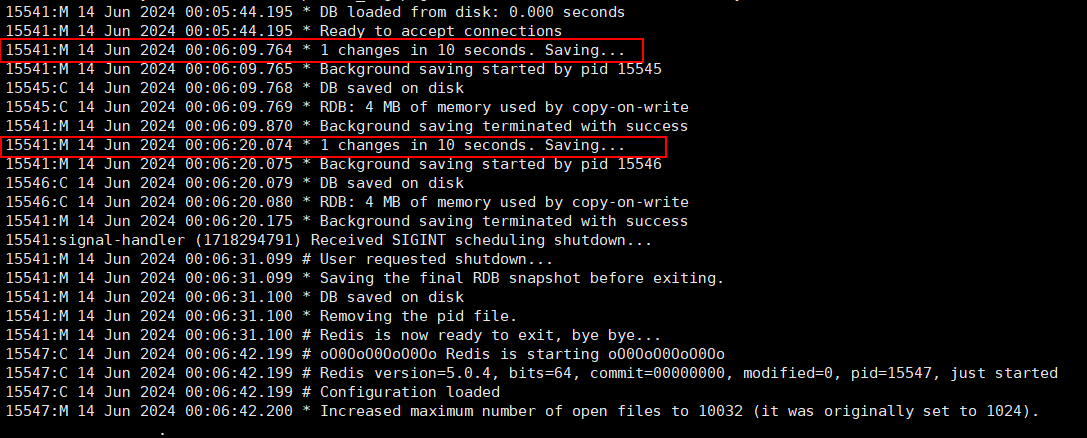 15541:M 14 Jun 2024 00:05:44.195 * DB loaded from disk: 0.000 seconds
15541:M 14 Jun 2024 00:05:44.195 * Ready to accept connections
15541:M 14 Jun 2024 00:06:09.764 * 1 changes in 10 seconds. Saving...
15541:M 14 Jun 2024 00:06:09.765 * Background saving started by pid 15545
15545:C 14 Jun 2024 00:06:09.768 * DB saved on disk
15545:C 14 Jun 2024 00:06:09.769 * RDB: 4 MB of memory used by copy-on-write
15541:M 14 Jun 2024 00:06:09.870 * Background saving terminated with success
15541:M 14 Jun 2024 00:06:20.074 * 1 changes in 10 seconds. Saving...
15541:M 14 Jun 2024 00:06:20.075 * Background saving started by pid 15546
15546:C 14 Jun 2024 00:06:20.079 * DB saved on disk
15546:C 14 Jun 2024 00:06:20.080 * RDB: 4 MB of memory used by copy-on-write
15541:M 14 Jun 2024 00:06:20.175 * Background saving terminated with success
15541:signal-handler (1718294791) Received SIGINT scheduling shutdown...
15541:M 14 Jun 2024 00:06:31.099 # User requested shutdown...
15541:M 14 Jun 2024 00:06:31.099 * Saving the final RDB snapshot before exiting.
15541:M 14 Jun 2024 00:06:31.100 * DB saved on disk
15541:M 14 Jun 2024 00:06:31.100 * Removing the pid file.
15541:M 14 Jun 2024 00:06:31.100 # Redis is now ready to exit, bye bye...
15547:C 14 Jun 2024 00:06:42.199 # oO0OoO0OoO0Oo Redis is starting oO0OoO0OoO0Oo
15547:C 14 Jun 2024 00:06:42.199 # Redis version=5.0.4, bits=64, commit=00000000, modified=0, pid=15547, just started
15547:C 14 Jun 2024 00:06:42.199 # Configuration loaded
15547:M 14 Jun 2024 00:06:42.200 * Increased maximum number of open files to 10032 (it was originally set to 1024).